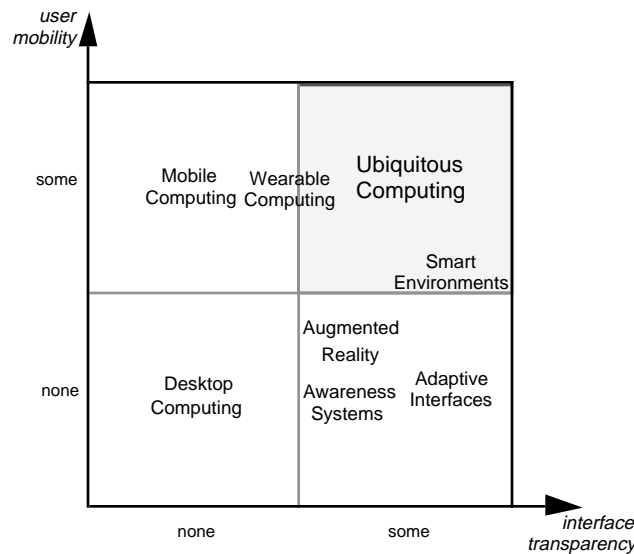 user
mobility
some
Mobile
Computing
Wearable
Computing
Ubiquitous
Computing
Smart
Environments
none
Desktop
Computing
Augmented
Reality
Awareness
Systems
Adaptive
Interfaces
none
some
interface
transparency